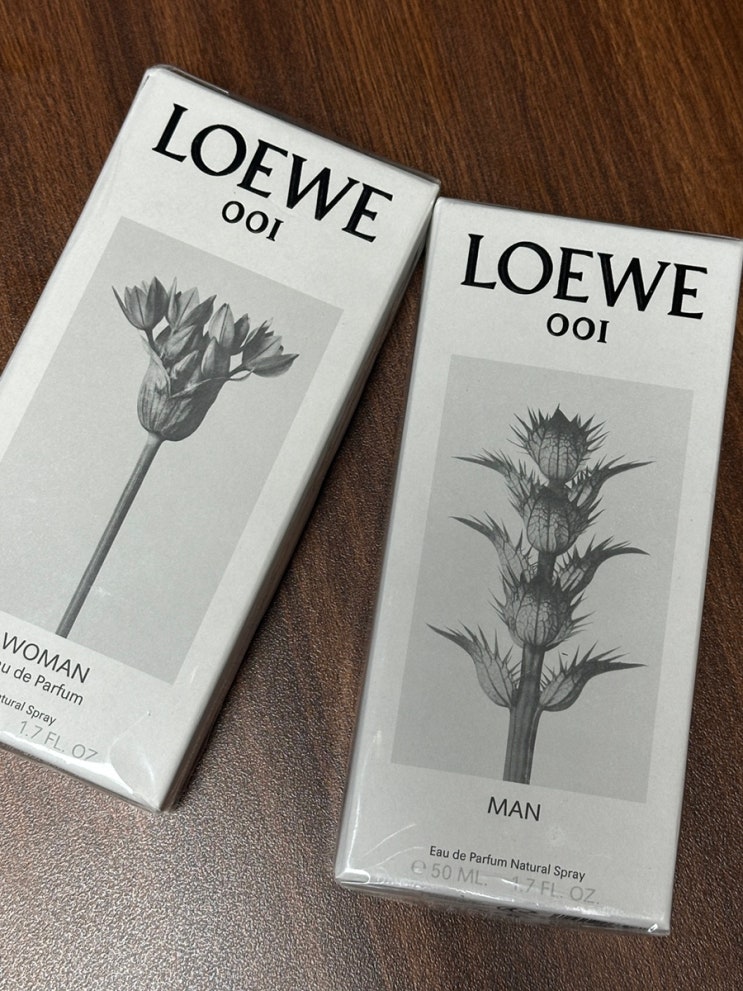 LOEWE
001
WOMAN
au de Parfum
atural Spray
1.7 FL. OZ
LOEWE
001
MAN
Eau de Parfum Natural Spray
℮ 50 ML. 1.7 FL. OZ.